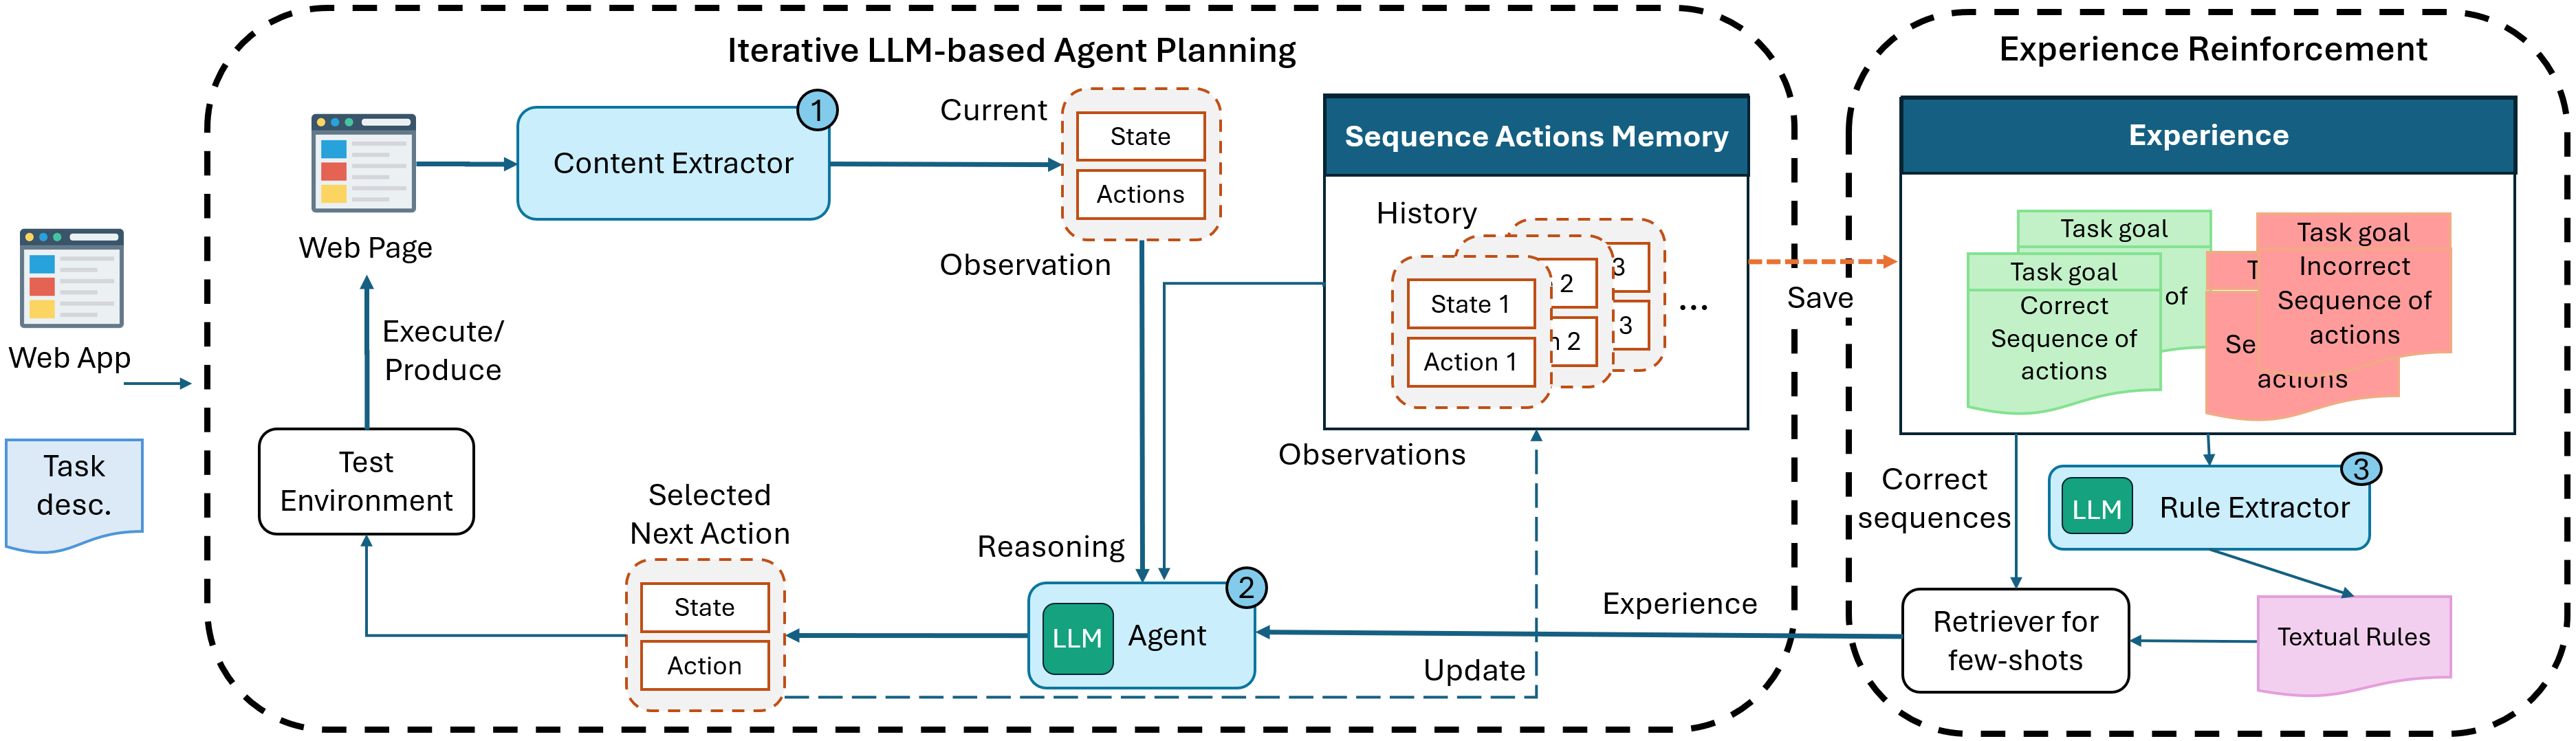 Iterative LLM-based Agent Planning
Experience Reinforcement
Web App
Task
desc.
Web Page
Content Extractor
1
Current
State
Actions
Observation
Execute/
Produce
Test
Environment
Selected
Next Action
State
Action
Reasoning
LLM
Agent
2
Sequence Actions Memory
History
State 1
Action 1
2
n 2
3
3
...
Observations
Update
Save
Experience
Experience
Task goal
of
Task goal
Correct
Sequence of
actions
Task goal
Incorrect
Sequence of
actions
T
Se
actions
Correct
sequences
LLM
Rule Extractor
3
Retriever for
few-shots
Textual Rules